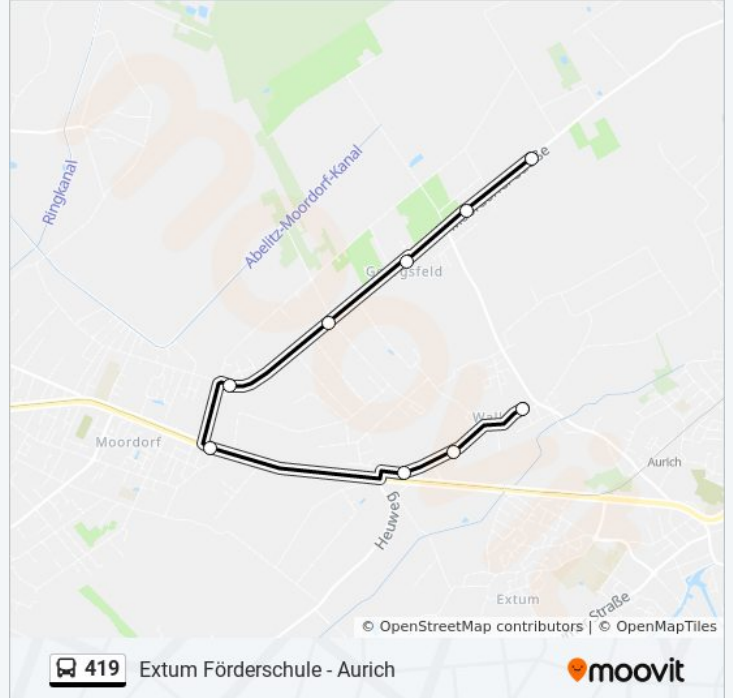 Ringkanal
Abelitz-Moordorf-Kanal
Moordorf
Heuweg
Aurich
Extum
Straße
© OpenStreetMap contributors | © OpenMapTiles
419 Extum Förderschule - Aurich
moovit